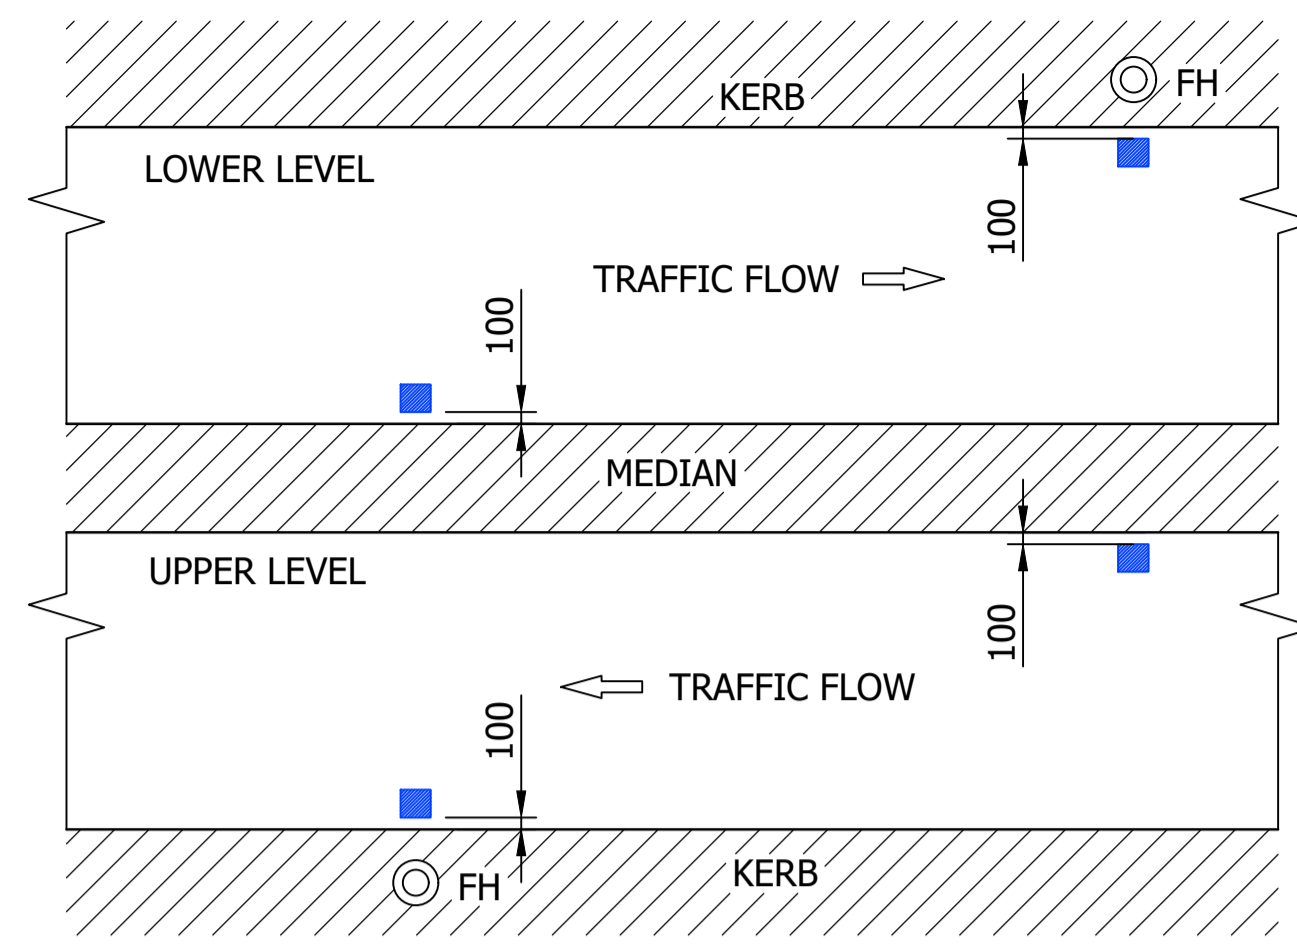 KERB
FH
LOWER LEVEL
100
TRAFFIC FLOW
100
MEDIAN
UPPER LEVEL
100
TRAFFIC FLOW
100
KERB
FH